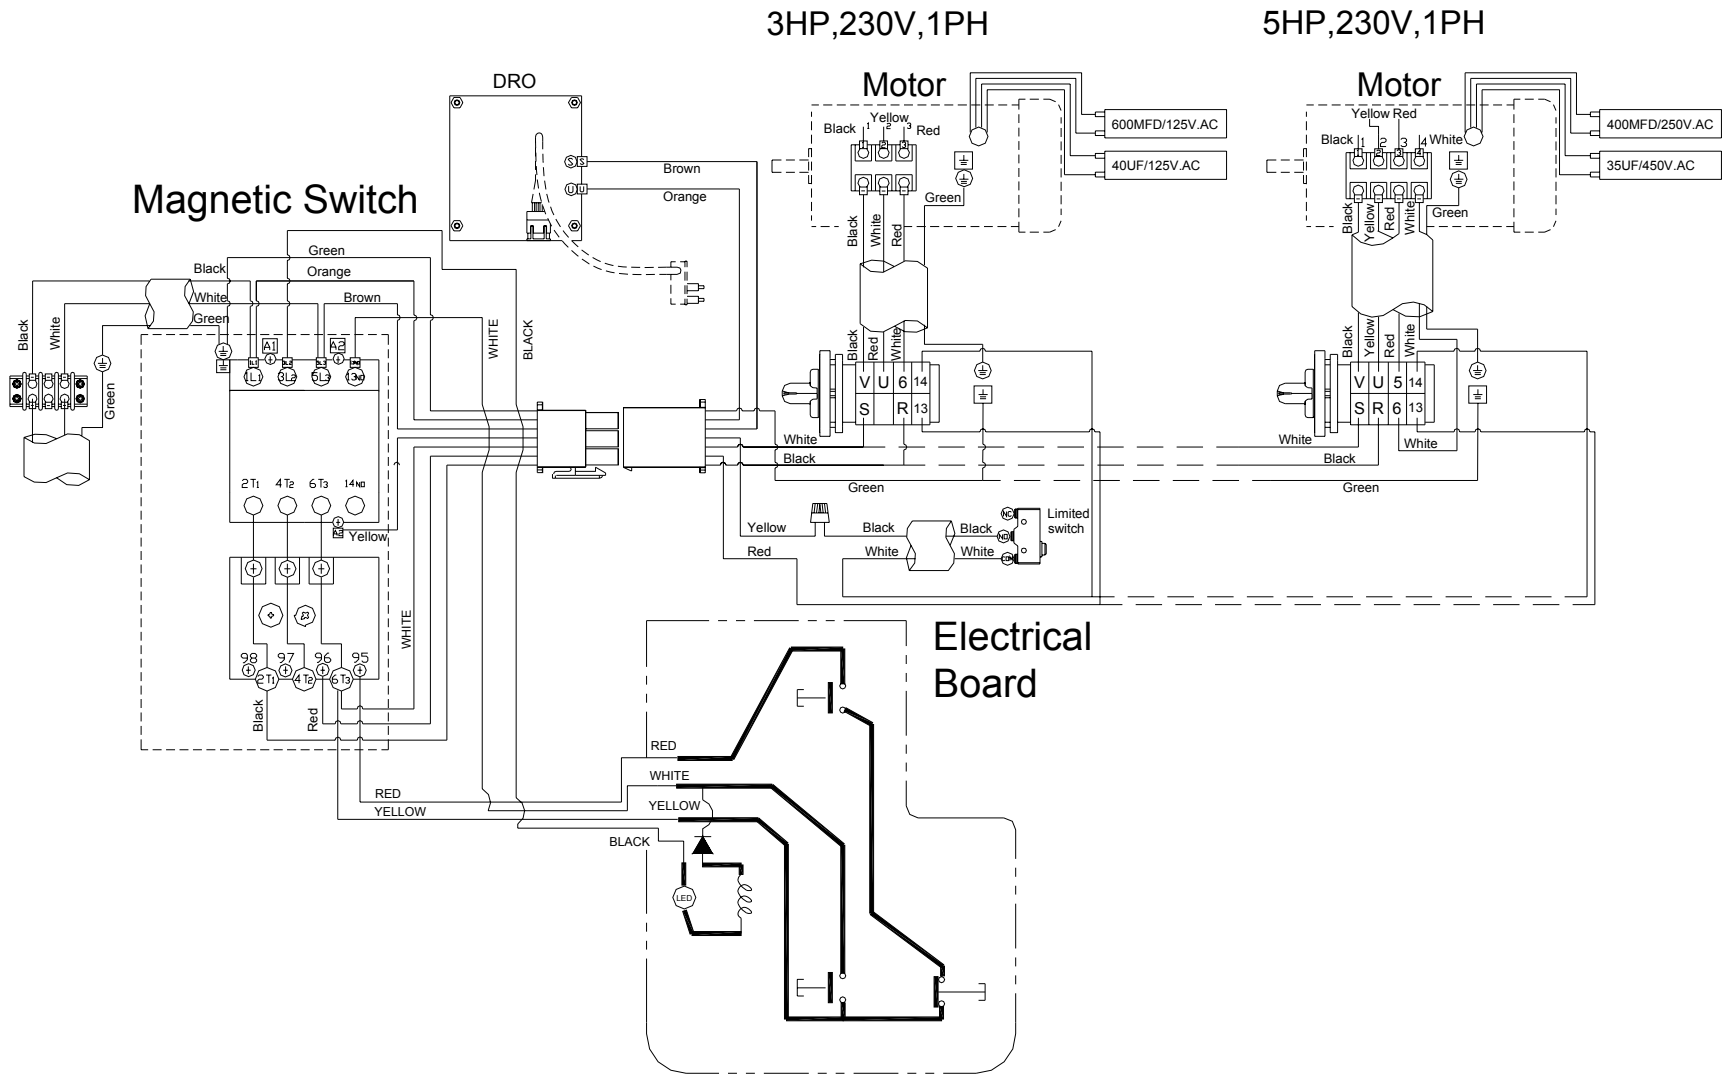 3HP,230V,1PH
5HP,230V,1PH
DRO
Motor
Motor
Magnetic Switch
Yellow
Black 1 2 3 Red
600MFD/125V.AC
40UF/125V.AC
Yellow Red
Black 1 2 3 4 White
400MFD/250V.AC
35UF/450V.AC
S S
Brown
U U
Orange
Green
Green
Black
White
Red
Black
Yellow
Red
White
Green
Black
Orange
White
Brown
Green
Black
White
Green
A1
A2
1L1
3L2
5L3
13NO
WHITE
BLACK
Black
Red
White
V U 6 14
S R 13
Black
Yellow
Red
White
V U 5 14
S R 6 13
White
White
Black
White
Black
Green
Green
2T1
4T2
6T3
14NO
A2
Yellow
Yellow
Red
Black
White
Black
White
NC
NO
COM
Limited
switch
WHITE
98
97
96
95
2T1
4T2
6T3
Black
Red
Electrical
Board
RED
WHITE
RED
YELLOW
YELLOW
BLACK
LED